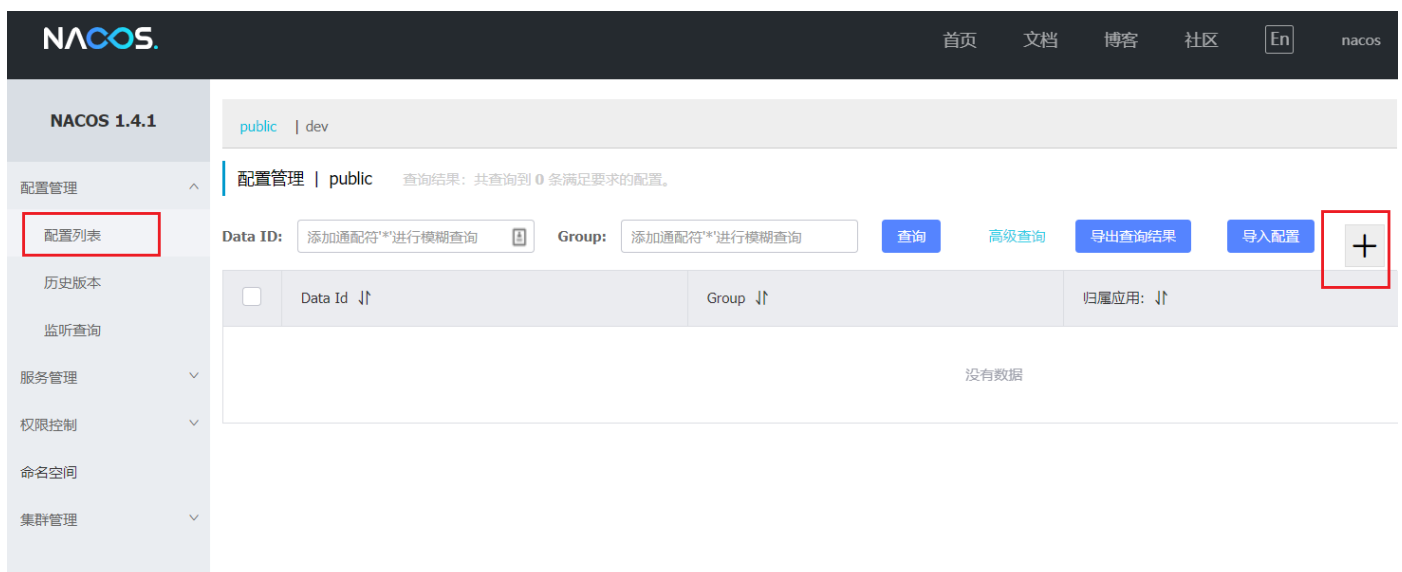 NACOS. 首页 文档 博客 社区 En nacos
NACOS 1.4.1
public | dev
配置管理
配置管理 | public 查询结果：共查询到 0 条满足要求的配置。
配置列表
Data ID: 添加通配符'*'进行模糊查询 Group: 添加通配符'*'进行模糊查询 查询 高级查询 导出查询结果 导入配置 +
历史版本
Data Id Group 归属应用:
监听查询
服务管理
没有数据
权限控制
命名空间
集群管理